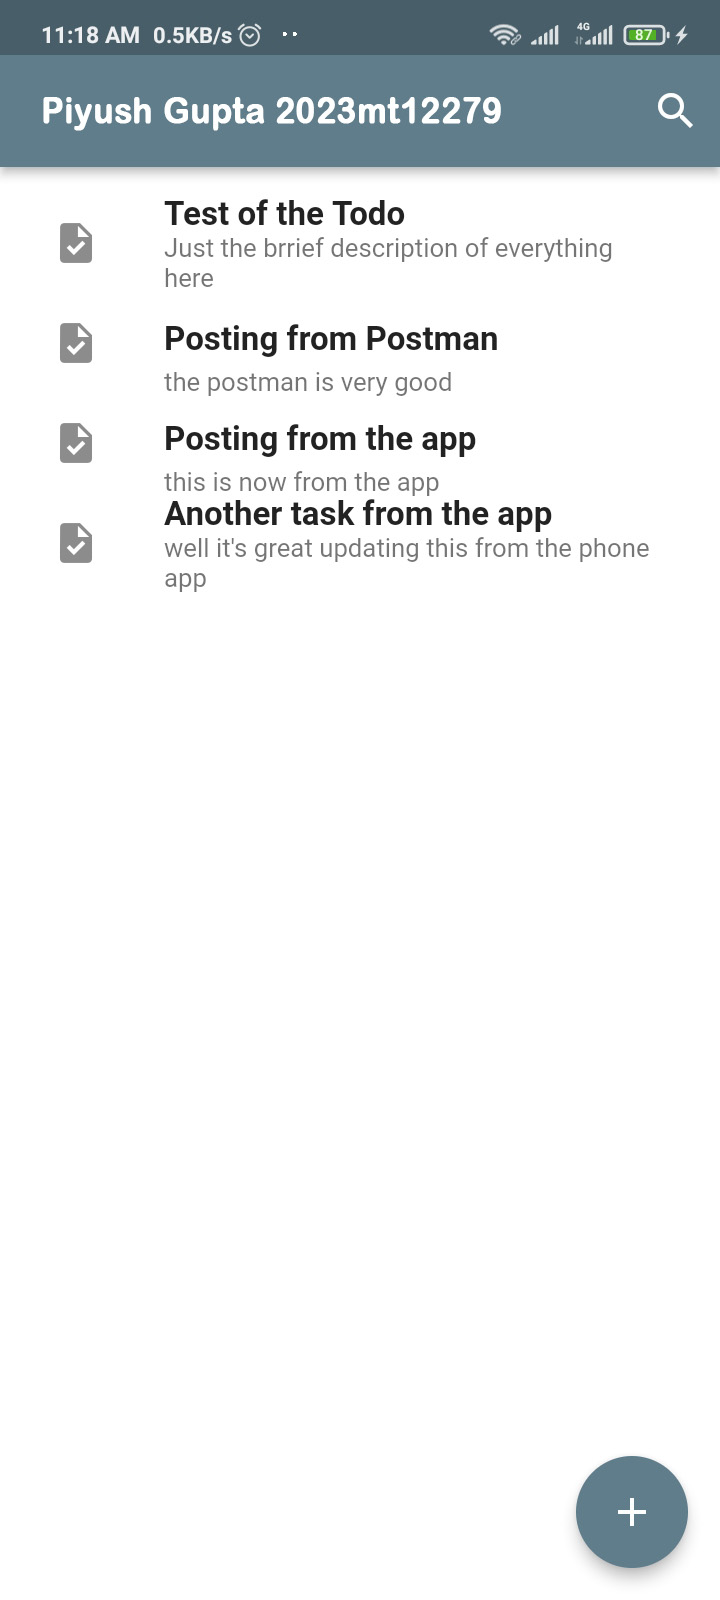 11:18 AM 0.5KB/s 4G 87
Piyush Gupta 2023mt12279
Test of the Todo
Just the brrief description of everything
here
Posting from Postman
the postman is very good
Posting from the app
this is now from the app
Another task from the app
well it's great updating this from the phone
app